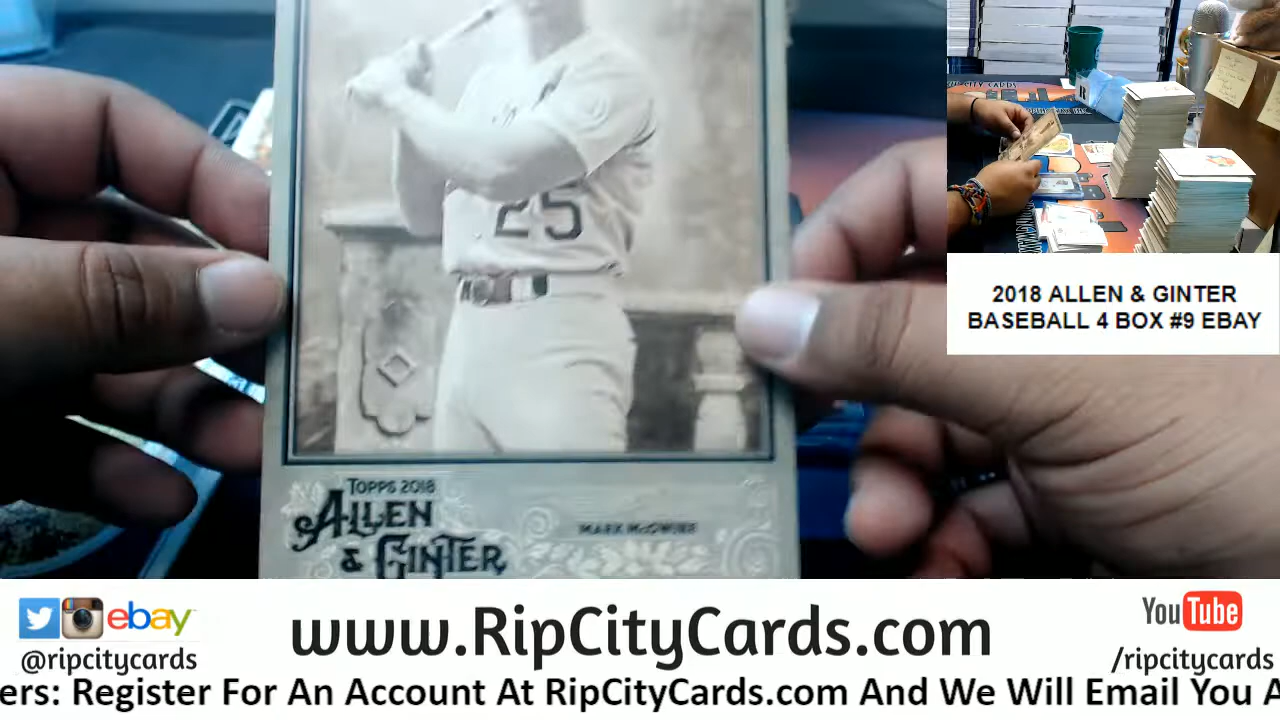 25
TOPPS 2018
ALLEN
& GINTER
MARK McGWIRE
2018 ALLEN & GINTER
BASEBALL 4 BOX #9 EBAY
ebay
@ripcitycards
www.RipCityCards.com
YouTube
/ripcitycards
ers: Register For An Account At RipCityCards.com And We Will Email You A